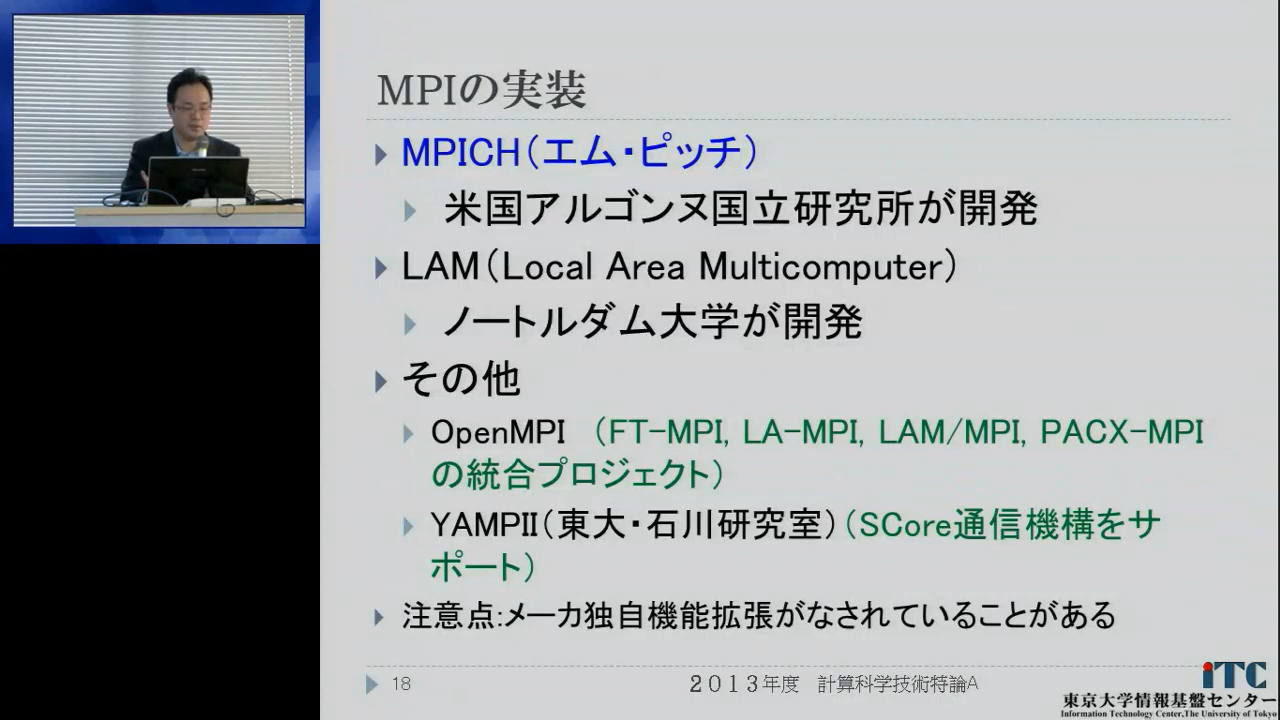 MPIの実装
MPICH（エム・ピッチ）
米国アルゴンヌ国立研究所が開発
LAM（Local Area Multicomputer）
ノートルダム大学が開発
その他
OpenMPI （FT-MPI, LA-MPI, LAM/MPI, PACX-MPI
の統合プロジェクト）
YAMPII（東大・石川研究室）（SCore通信機構をサ
ポート）
注意点:メーカ独自機能拡張がなされていることがある
18
２０１３年度 計算科学技術特論A
iTC
東京大学情報基盤センター
Information Technology Center,The University of Tokyo